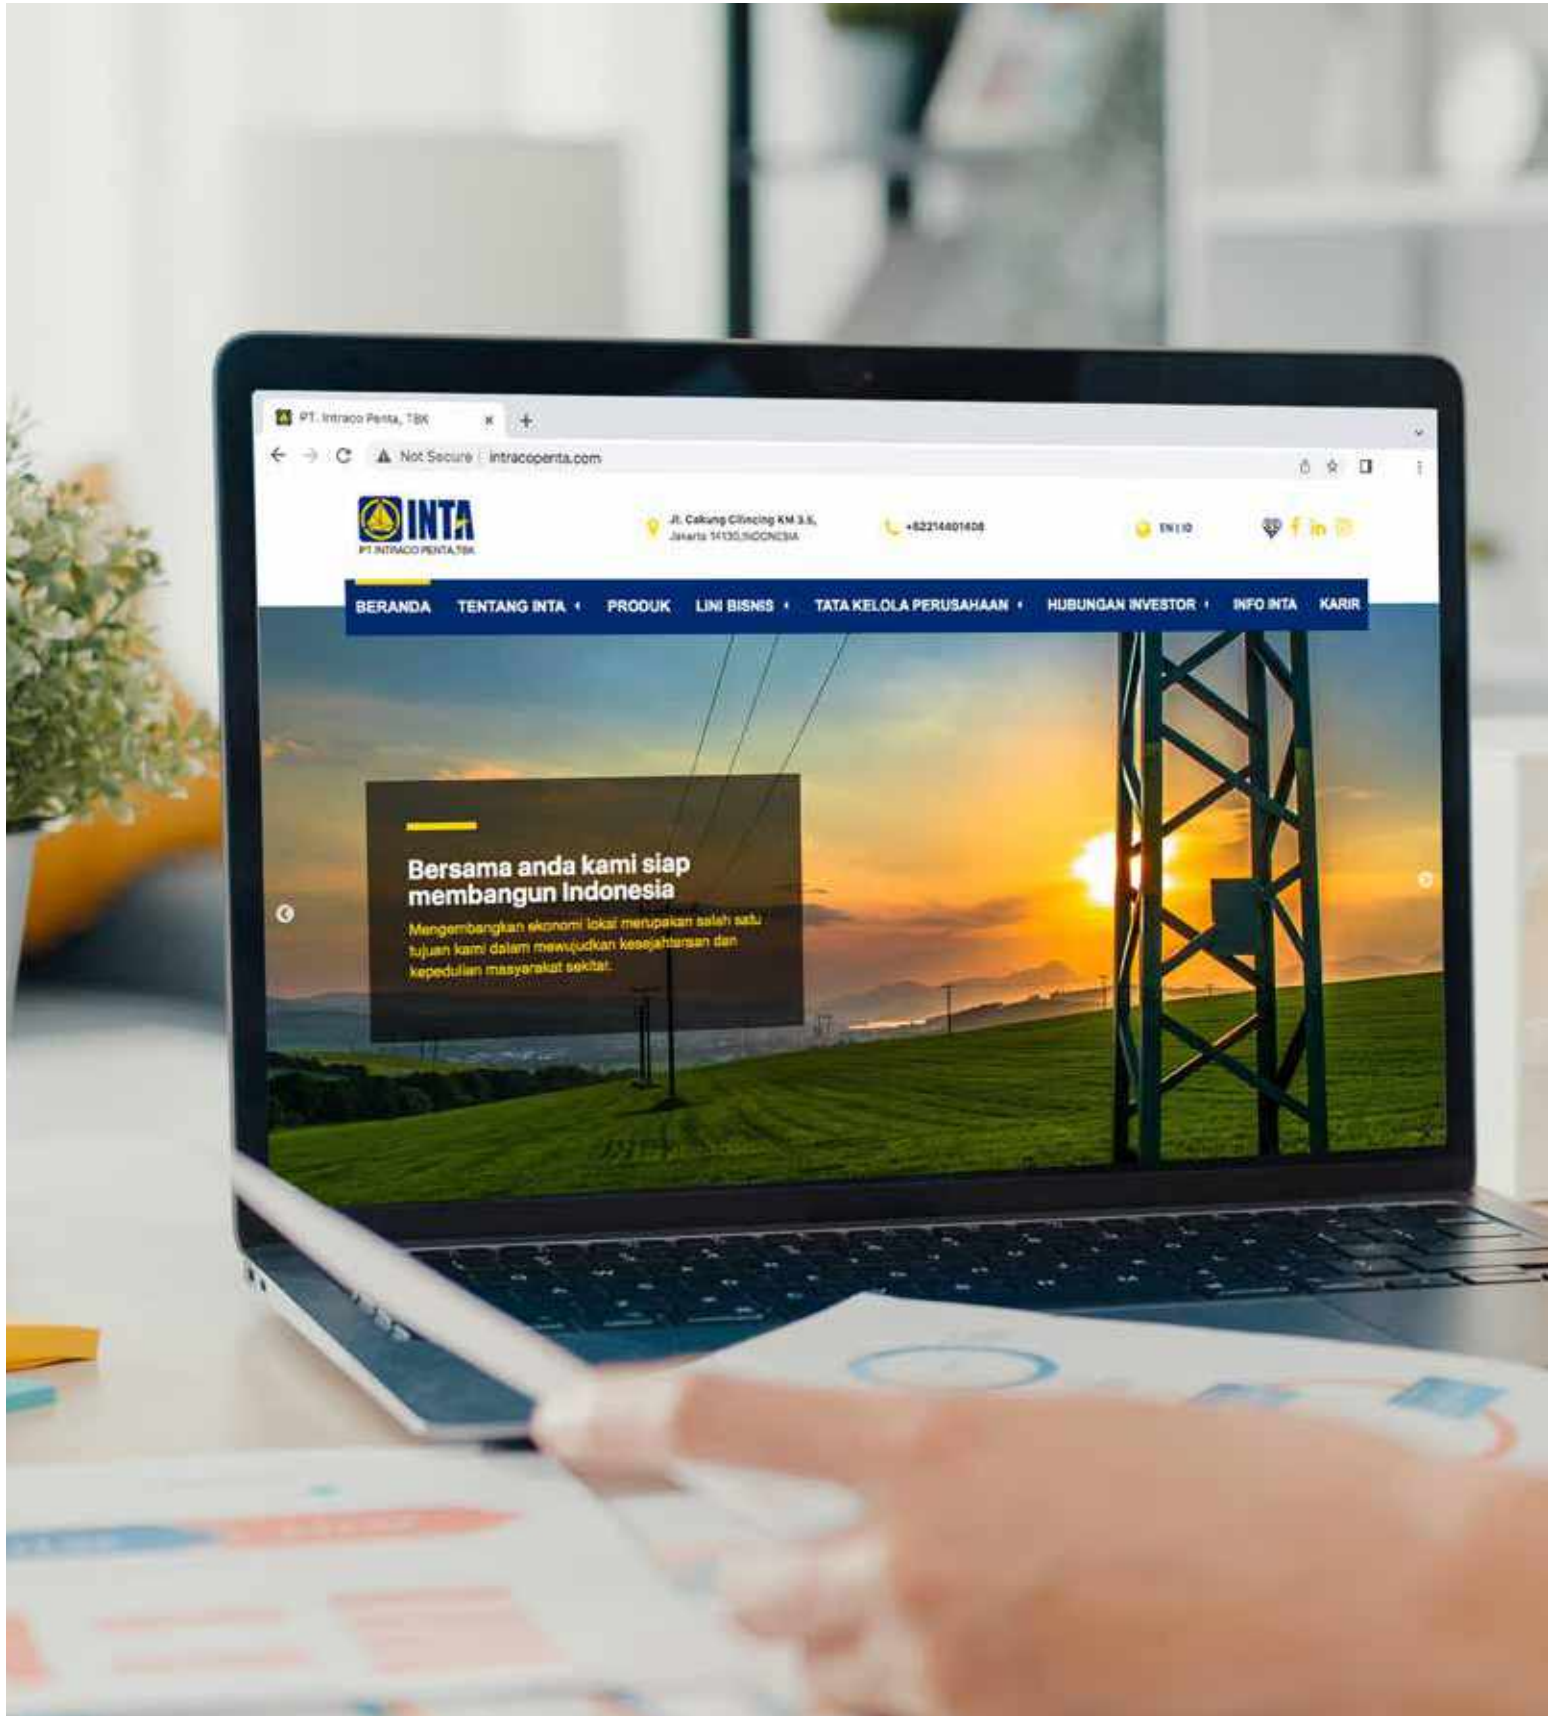 PT. Intraco Penta, TBK
Not Secure | intracopenta.com
INTA
PT INTRACO PENTA,TBK
Jl. Cakung Cilincing KM 3.5,
Jakarta 14130, INDONESIA
+62214401408
EN | ID
BERANDA TENTANG INTA PRODUK LINI BISNIS TATA KELOLA PERUSAHAAN HUBUNGAN INVESTOR INFO INTA KARIR
Bersama anda kami siap
membangun Indonesia
Mengembangkan ekonomi lokal merupakan salah satu
tujuan kami dalam mewujudkan kesejahteraan dan
kepedulian masyarakat sekitar.